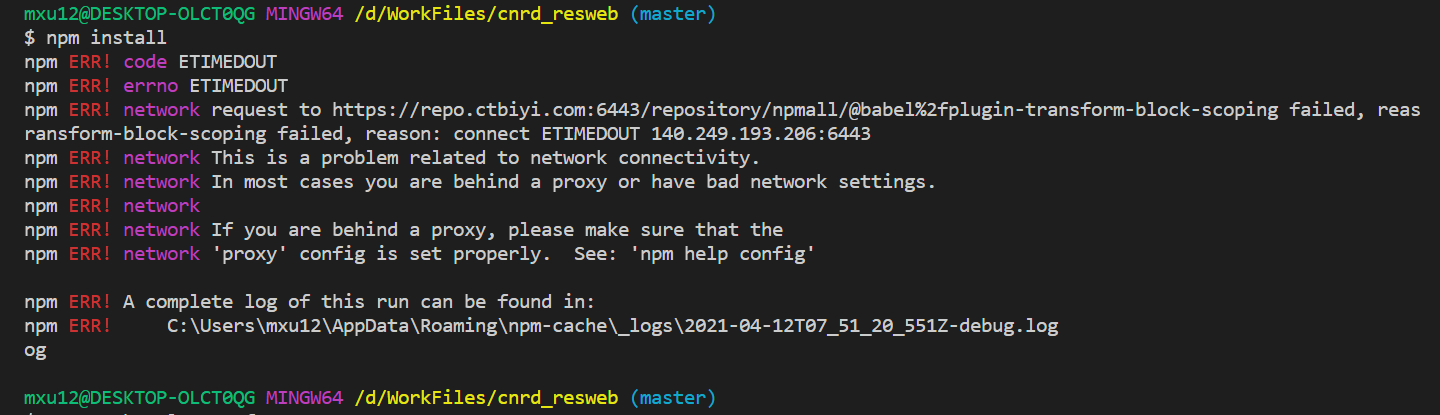 mxu12@DESKTOP-OLCT0QG MINGW64 /d/WorkFiles/cnrd_resweb (master)
$ npm install
npm ERR! code ETIMEDOUT
npm ERR! errno ETIMEDOUT
npm ERR! network request to https://repo.ctbiyi.com:6443/repository/npmall/@babel%2fplugin-transform-block-scoping failed, reas
ransform-block-scoping failed, reason: connect ETIMEDOUT 140.249.193.206:6443
npm ERR! network This is a problem related to network connectivity.
npm ERR! network In most cases you are behind a proxy or have bad network settings.
npm ERR! network
npm ERR! network If you are behind a proxy, please make sure that the
npm ERR! network 'proxy' config is set properly.  See: 'npm help config'
npm ERR! A complete log of this run can be found in:
npm ERR!     C:\Users\mxu12\AppData\Roaming\npm-cache\_logs\2021-04-12T07_51_20_551Z-debug.log
og
mxu12@DESKTOP-OLCT0QG MINGW64 /d/WorkFiles/cnrd_resweb (master)